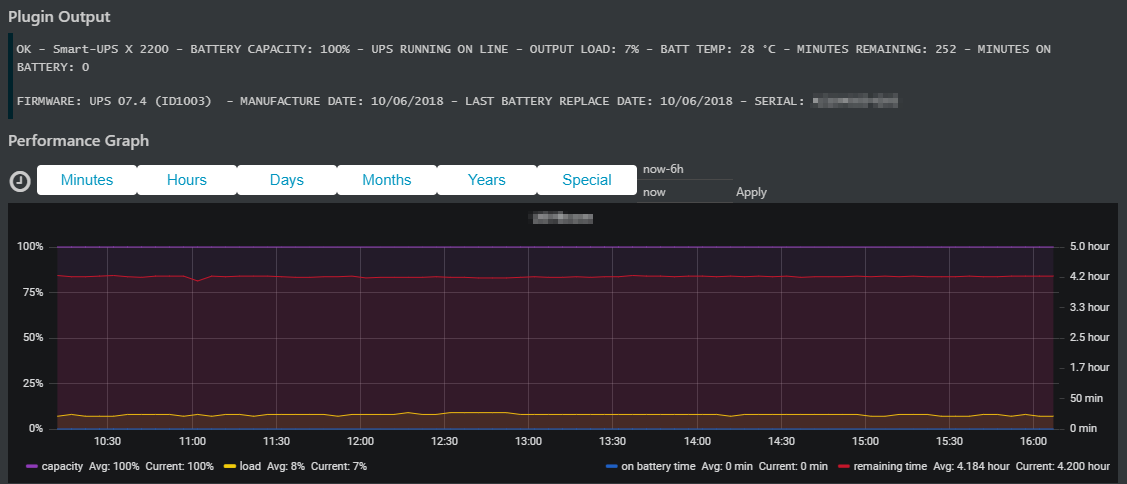 Plugin Output
OK - Smart-UPS X 2200 - BATTERY CAPACITY: 100% - UPS RUNNING ON LINE - OUTPUT LOAD: 7% - BATT TEMP: 28 °C - MINUTES REMAINING: 252 - MINUTES ON
BATTERY: 0
FIRMWARE: UPS 07.4 (ID1003)  - MANUFACTURE DATE: 10/06/2018 - LAST BATTERY REPLACE DATE: 10/06/2018 - SERIAL:
Performance Graph
Minutes Hours Days Months Years Special now-6h
now Apply
100% 5.0 hour
4.2 hour
75%
3.3 hour
50% 2.5 hour
1.7 hour
25%
50 min
0% 0 min
10:30 11:00 11:30 12:00 12:30 13:00 13:30 14:00 14:30 15:00 15:30 16:00
capacity Avg: 100% Current: 100% load Avg: 8% Current: 7% on battery time Avg: 0 min Current: 0 min remaining time Avg: 4.184 hour Current: 4.200 hour